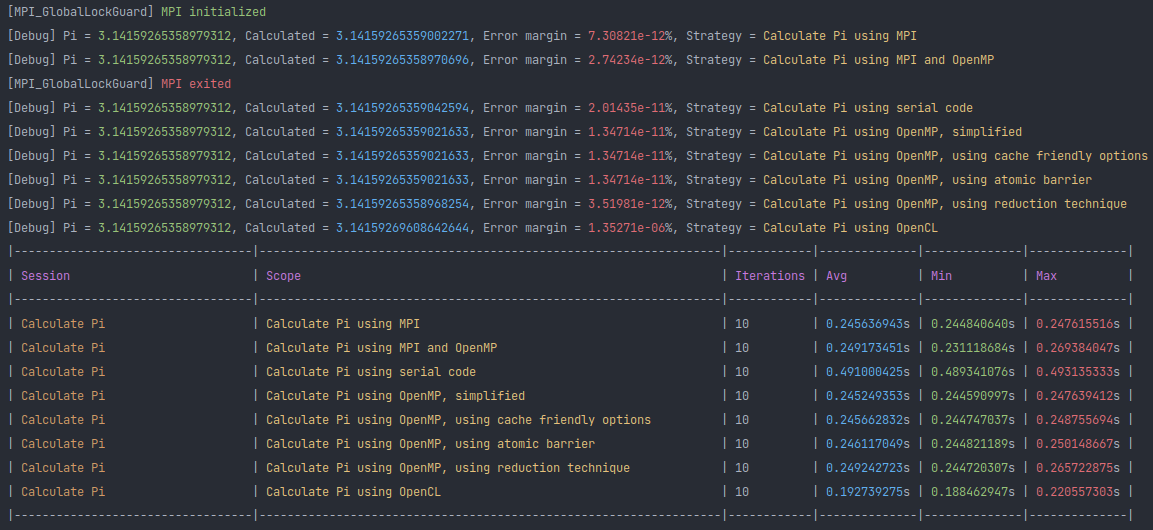 [MPI_GlobalLockGuard] MPI initialized
[Debug] Pi = 3.14159265358979312, Calculated = 3.14159265359002271, Error margin = 7.30821e-12%, Strategy = Calculate Pi using MPI
[Debug] Pi = 3.14159265358979312, Calculated = 3.14159265358970696, Error margin = 2.74234e-12%, Strategy = Calculate Pi using MPI and OpenMP
[MPI_GlobalLockGuard] MPI exited
[Debug] Pi = 3.14159265358979312, Calculated = 3.14159265359042594, Error margin = 2.01435e-11%, Strategy = Calculate Pi using serial code
[Debug] Pi = 3.14159265358979312, Calculated = 3.14159265359021633, Error margin = 1.34714e-11%, Strategy = Calculate Pi using OpenMP, simplified
[Debug] Pi = 3.14159265358979312, Calculated = 3.14159265359021633, Error margin = 1.34714e-11%, Strategy = Calculate Pi using OpenMP, using cache friendly options
[Debug] Pi = 3.14159265358979312, Calculated = 3.14159265359021633, Error margin = 1.34714e-11%, Strategy = Calculate Pi using OpenMP, using atomic barrier
[Debug] Pi = 3.14159265358979312, Calculated = 3.14159265358968254, Error margin = 3.51981e-12%, Strategy = Calculate Pi using OpenMP, using reduction technique
[Debug] Pi = 3.14159265358979312, Calculated = 3.14159269608642644, Error margin = 1.35271e-06%, Strategy = Calculate Pi using OpenCL
|----------------------------------|------------------------------------------------------------------|------------|--------------|--------------|--------------|
| Session | Scope | Iterations | Avg | Min | Max |
|----------------------------------|------------------------------------------------------------------|------------|--------------|--------------|--------------|
| Calculate Pi | Calculate Pi using MPI | 10 | 0.245636943s | 0.244840640s | 0.247615516s |
| Calculate Pi | Calculate Pi using MPI and OpenMP | 10 | 0.249173451s | 0.231118684s | 0.269384047s |
| Calculate Pi | Calculate Pi using serial code | 10 | 0.491000425s | 0.489341076s | 0.493135333s |
| Calculate Pi | Calculate Pi using OpenMP, simplified | 10 | 0.245249353s | 0.244590997s | 0.247639412s |
| Calculate Pi | Calculate Pi using OpenMP, using cache friendly options | 10 | 0.245662832s | 0.244747037s | 0.248755694s |
| Calculate Pi | Calculate Pi using OpenMP, using atomic barrier | 10 | 0.246117049s | 0.244821189s | 0.250148667s |
| Calculate Pi | Calculate Pi using OpenMP, using reduction technique | 10 | 0.249242723s | 0.244720307s | 0.265722875s |
| Calculate Pi | Calculate Pi using OpenCL | 10 | 0.192739275s | 0.188462947s | 0.220557303s |
|----------------------------------|------------------------------------------------------------------|------------|--------------|--------------|--------------|